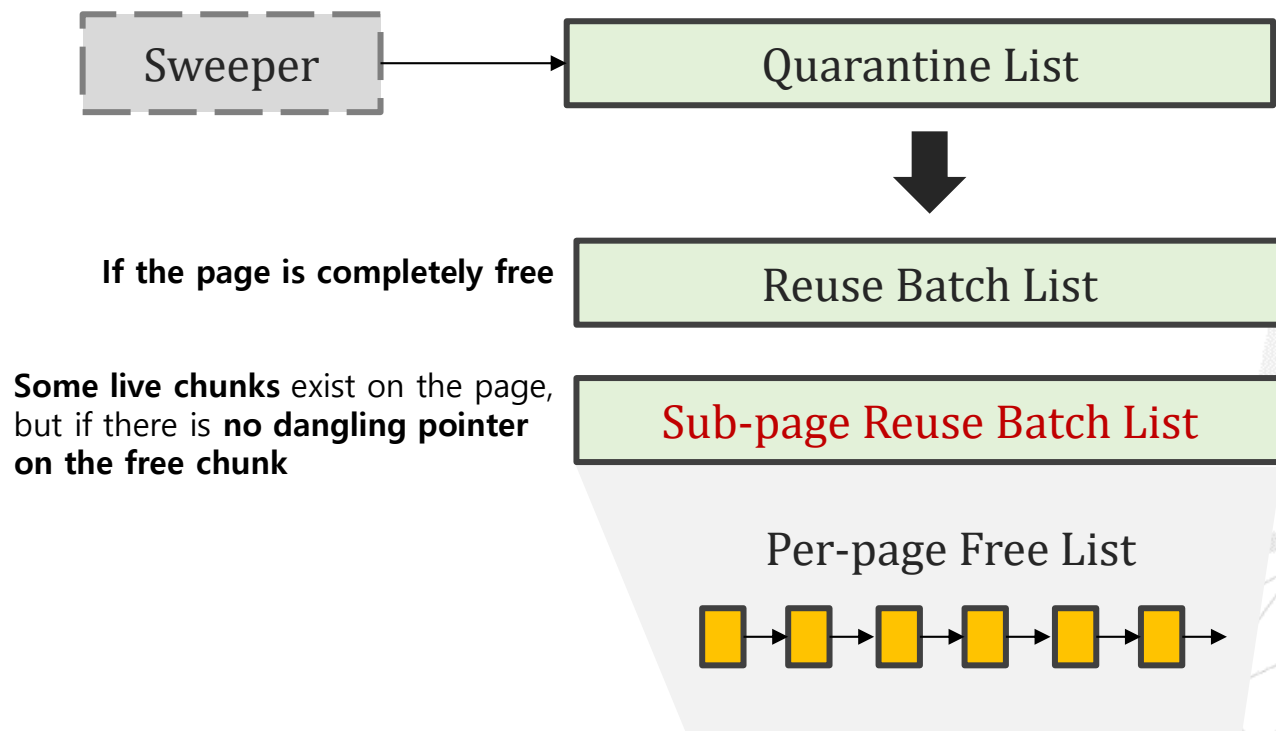 Sweeper
Quarantine List
If the page is completely free
Reuse Batch List
Some live chunks exist on the page,
but if there is no dangling pointer
on the free chunk
Sub-page Reuse Batch List
Per-page Free List